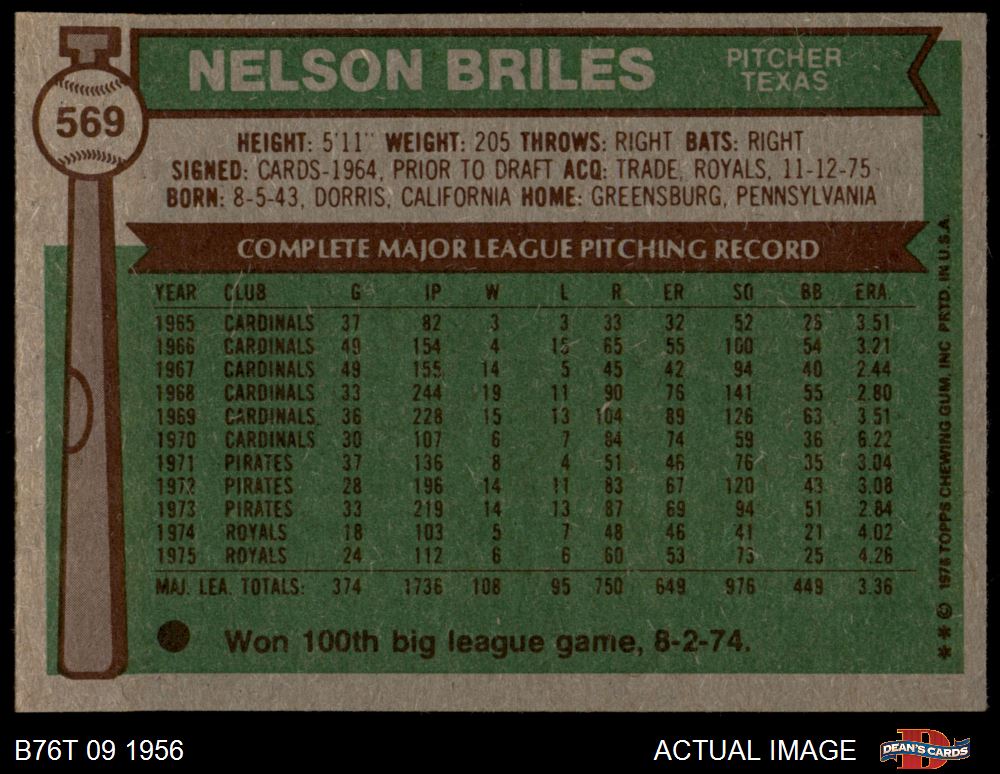 NELSON BRILES
PITCHER
TEXAS
569
HEIGHT: 5'11" WEIGHT: 205 THROWS: RIGHT BATS: RIGHT
SIGNED: CARDS-1964, PRIOR TO DRAFT ACQ: TRADE, ROYALS, 11-12-75
BORN: 8-5-43, DORRIS, CALIFORNIA HOME: GREENSBURG, PENNSYLVANIA
COMPLETE MAJOR LEAGUE PITCHING RECORD
YEAR CLUB G IP W L R ER SO BB ERA
1965 CARDINALS 37 82 3 3 33 32 52 26 3.51
1966 CARDINALS 49 154 4 15 65 55 100 54 3.21
1967 CARDINALS 49 155 14 5 45 42 94 40 2.44
1968 CARDINALS 33 244 19 11 90 76 141 55 2.80
1969 CARDINALS 36 228 15 13 104 89 126 63 3.51
1970 CARDINALS 30 107 6 7 84 74 59 36 6.22
1971 PIRATES 37 136 8 4 51 46 76 35 3.04
1972 PIRATES 28 196 14 11 83 67 120 43 3.08
1973 PIRATES 33 219 14 13 87 69 94 51 2.84
1974 ROYALS 18 103 5 7 48 46 41 21 4.02
1975 ROYALS 24 112 6 6 60 53 73 25 4.26
MAJ. LEA. TOTALS: 374 1736 108 95 750 649 976 449 3.36
Won 100th big league game, 8-2-74.
** © 1976 TOPPS CHEWING GUM, INC PRTD. IN U.S.A.
B76T 09 1956
ACTUAL IMAGE
DEAN'S CARDS